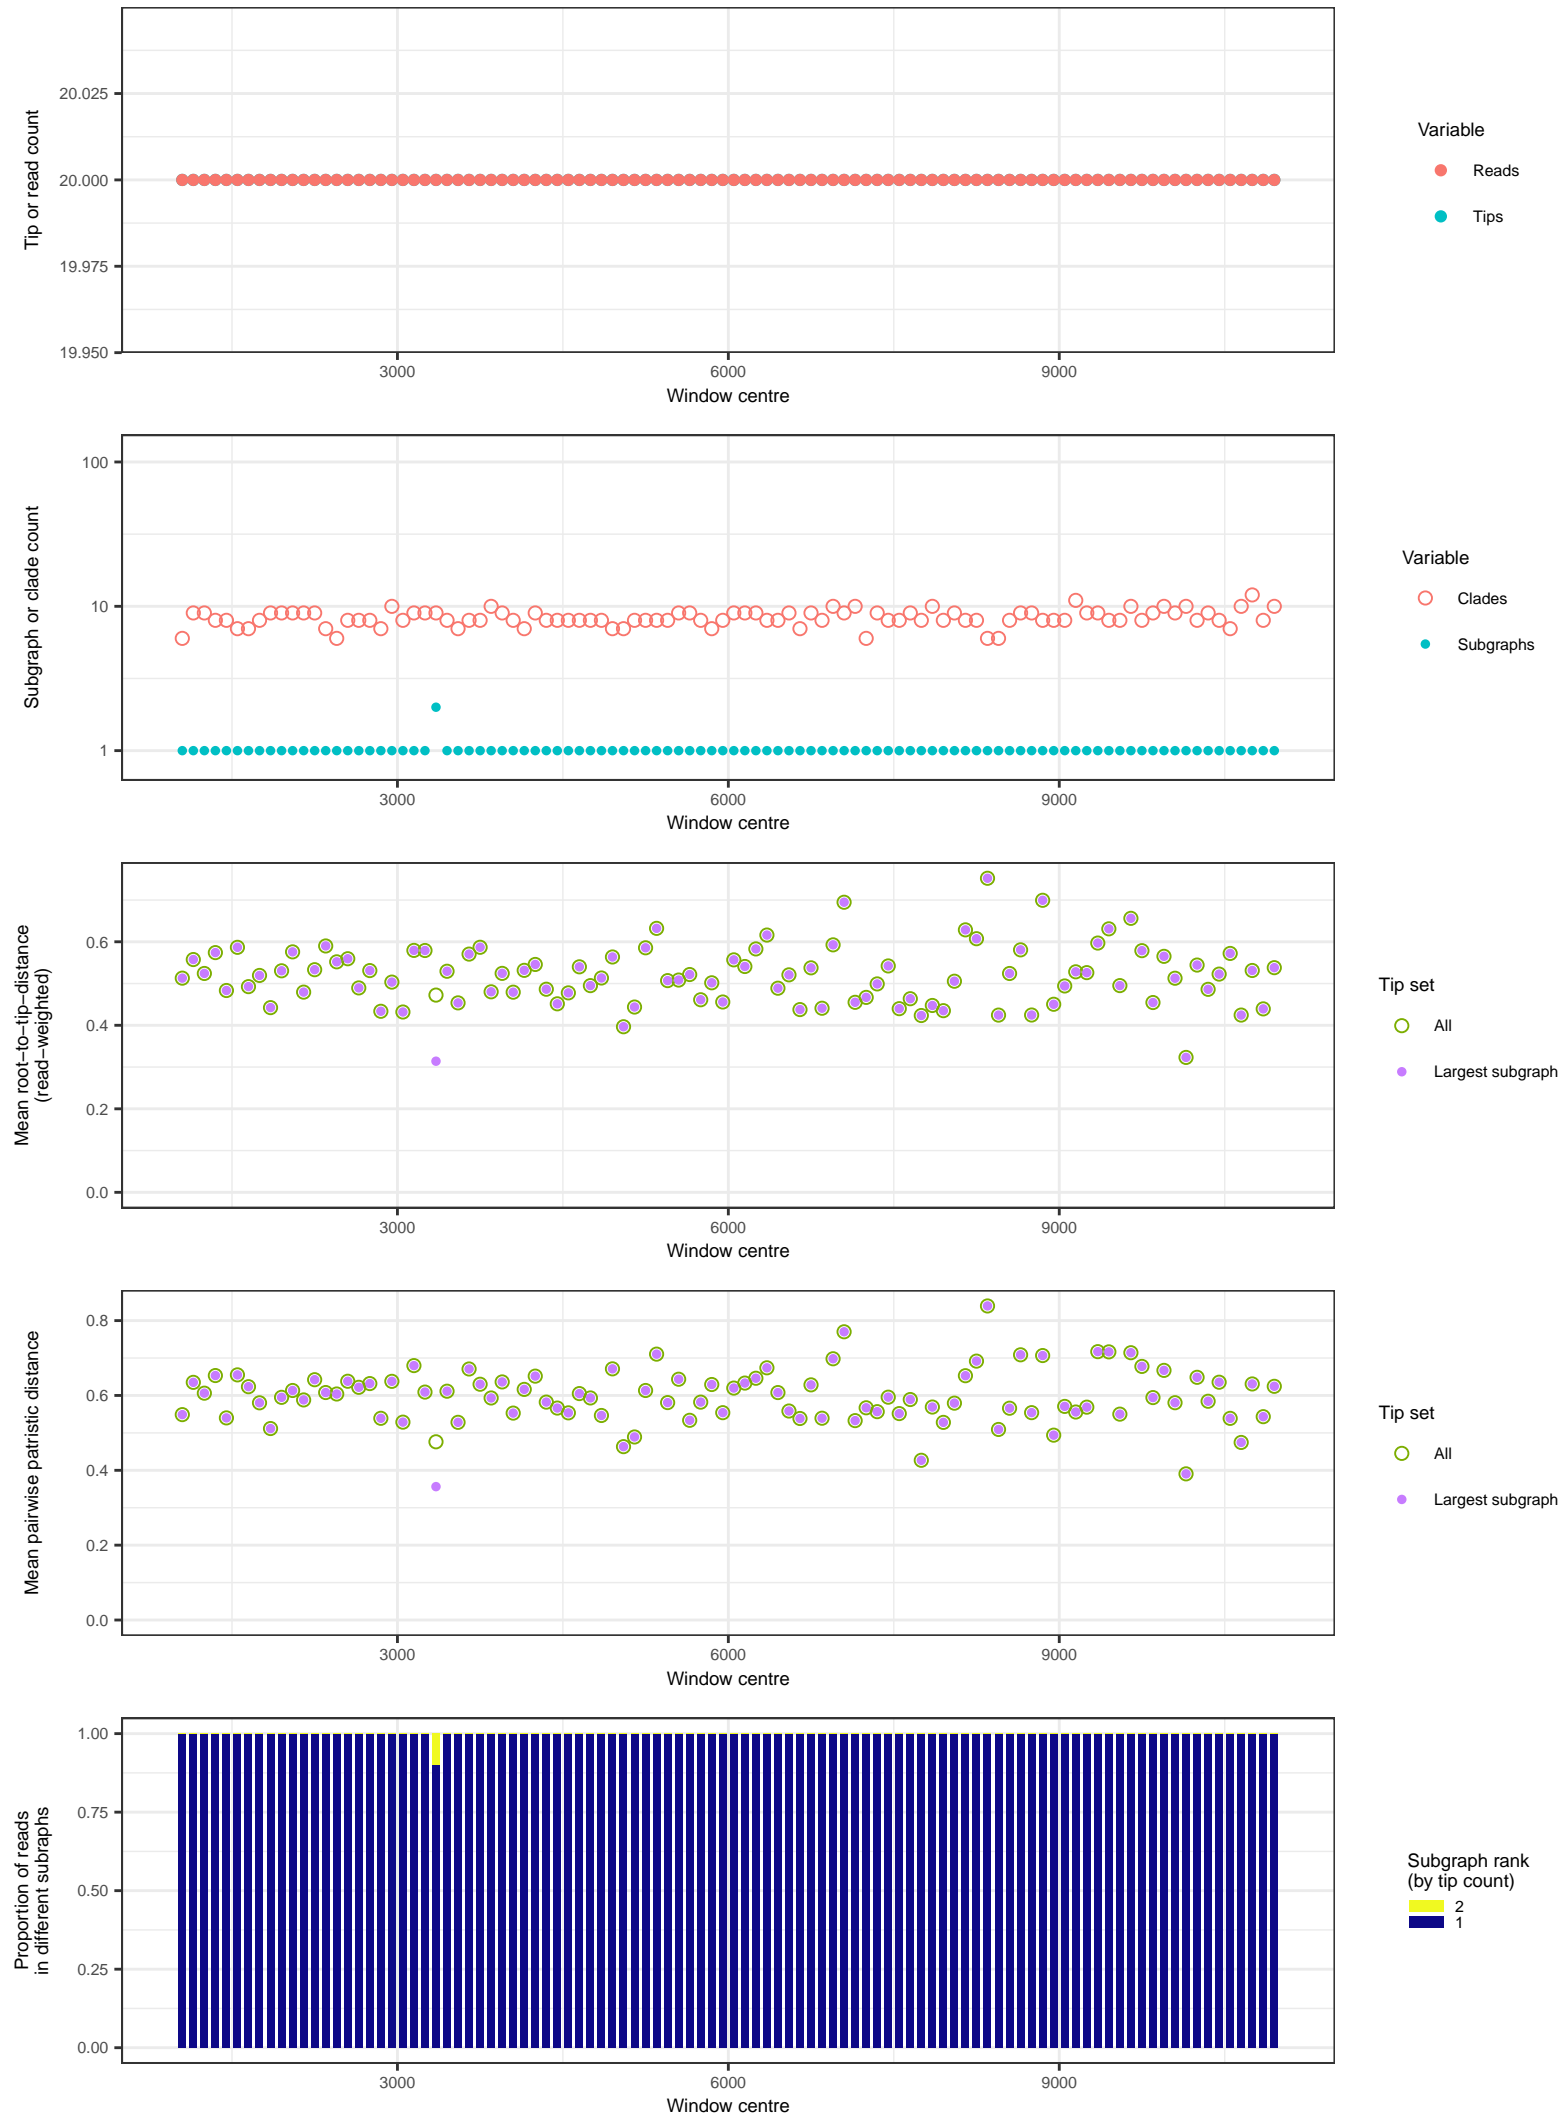 Tip or read count
20.025
20.000
19.975
19.950
3000
6000
9000
Window centre
Variable
Reads
Tips
Subgraph or clade count
100
10
1
3000
6000
9000
Window centre
Variable
Clades
Subgraphs
Mean root−to−tip−distance
(read−weighted)
0.6
0.4
0.2
0.0
3000
6000
9000
Window centre
Tip set
All
Largest subgraph
Mean pairwise patristic distance
0.8
0.6
0.4
0.2
0.0
3000
6000
9000
Window centre
Tip set
All
Largest subgraph
Proportion of reads
in different subraphs
1.00
0.75
0.50
0.25
0.00
3000
6000
9000
Window centre
Subgraph rank
(by tip count)
2
1